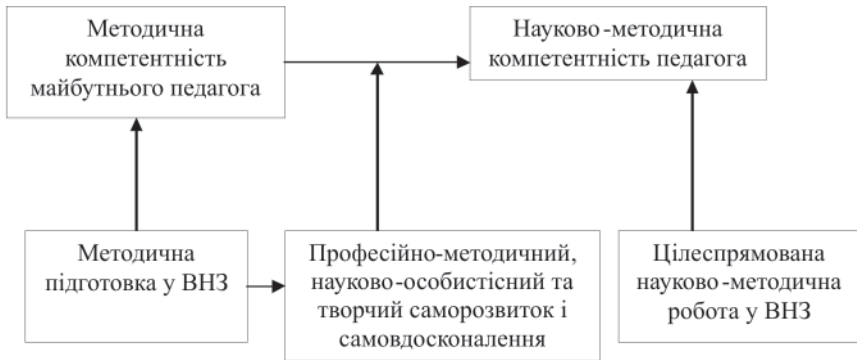 Методична
компетентність
майбутнього педагога
Науково-методична
компетентність педагога
Методична
підготовка у ВНЗ
Професійно-методичний,
науково-особистісний та
творчий саморозвиток і
самовдосконалення
Цілеспрямована
науково-методична
робота у ВНЗ